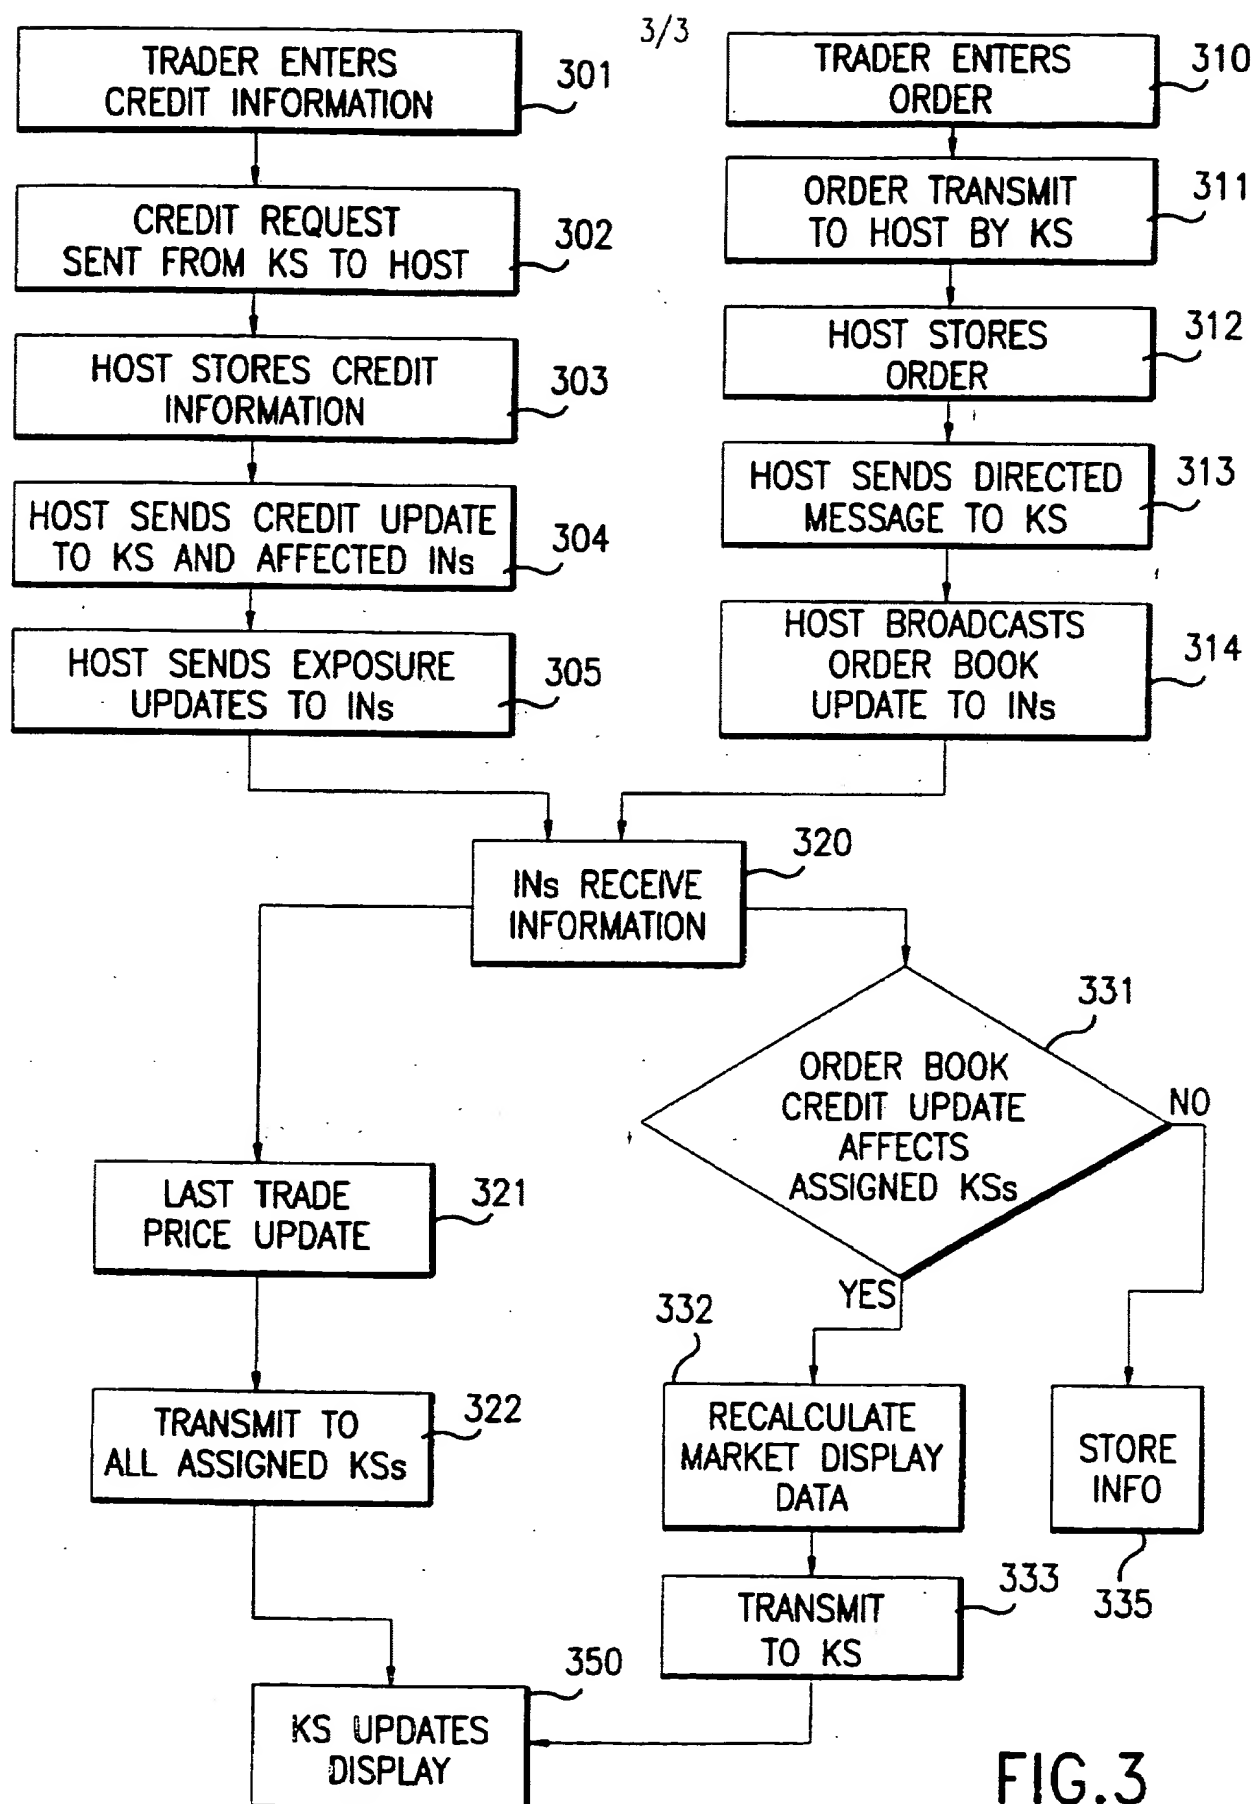 3/3
TRADER ENTERS
CREDIT INFORMATION
301
CREDIT REQUEST
SENT FROM KS TO HOST
302
HOST STORES CREDIT
INFORMATION
303
HOST SENDS CREDIT UPDATE
TO KS AND AFFECTED INs
304
HOST SENDS EXPOSURE
UPDATES TO INs
305
TRADER ENTERS
ORDER
310
ORDER TRANSMIT
TO HOST BY KS
311
HOST STORES
ORDER
312
HOST SENDS DIRECTED
MESSAGE TO KS
313
HOST BROADCASTS
ORDER BOOK
UPDATE TO INs
314
INs RECEIVE
INFORMATION
320
LAST TRADE
PRICE UPDATE
321
TRANSMIT TO
ALL ASSIGNED KSs
322
ORDER BOOK
CREDIT UPDATE
AFFECTS
ASSIGNED KSs
331
NO
YES
332
RECALCULATE
MARKET DISPLAY
DATA
STORE
INFO
335
TRANSMIT
TO KS
333
KS UPDATES
DISPLAY
350
FIG.3